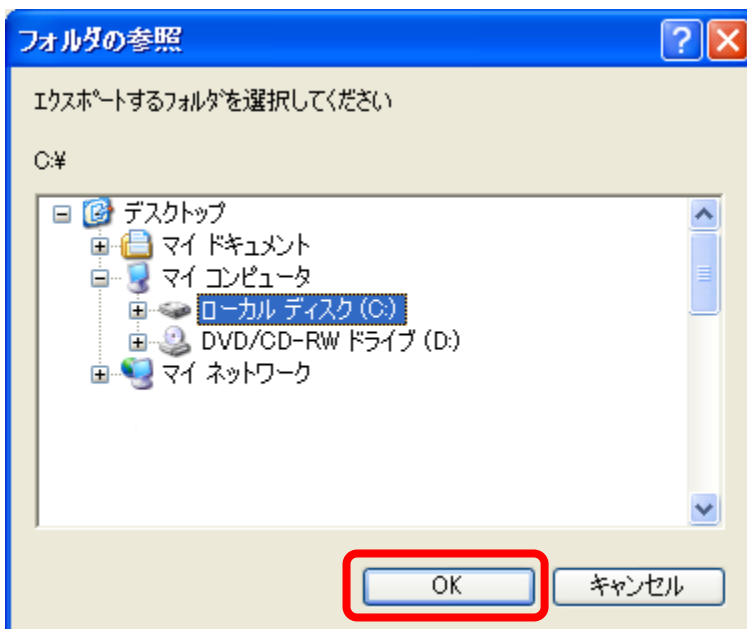 フォルダの参照
エクスポートするフォルダを選択してください
C:¥
デスクトップ
マイ ドキュメント
マイ コンピュータ
ローカル ディスク (C:)
DVD/CD-RW ドライブ (D:)
マイ ネットワーク
OK キャンセル